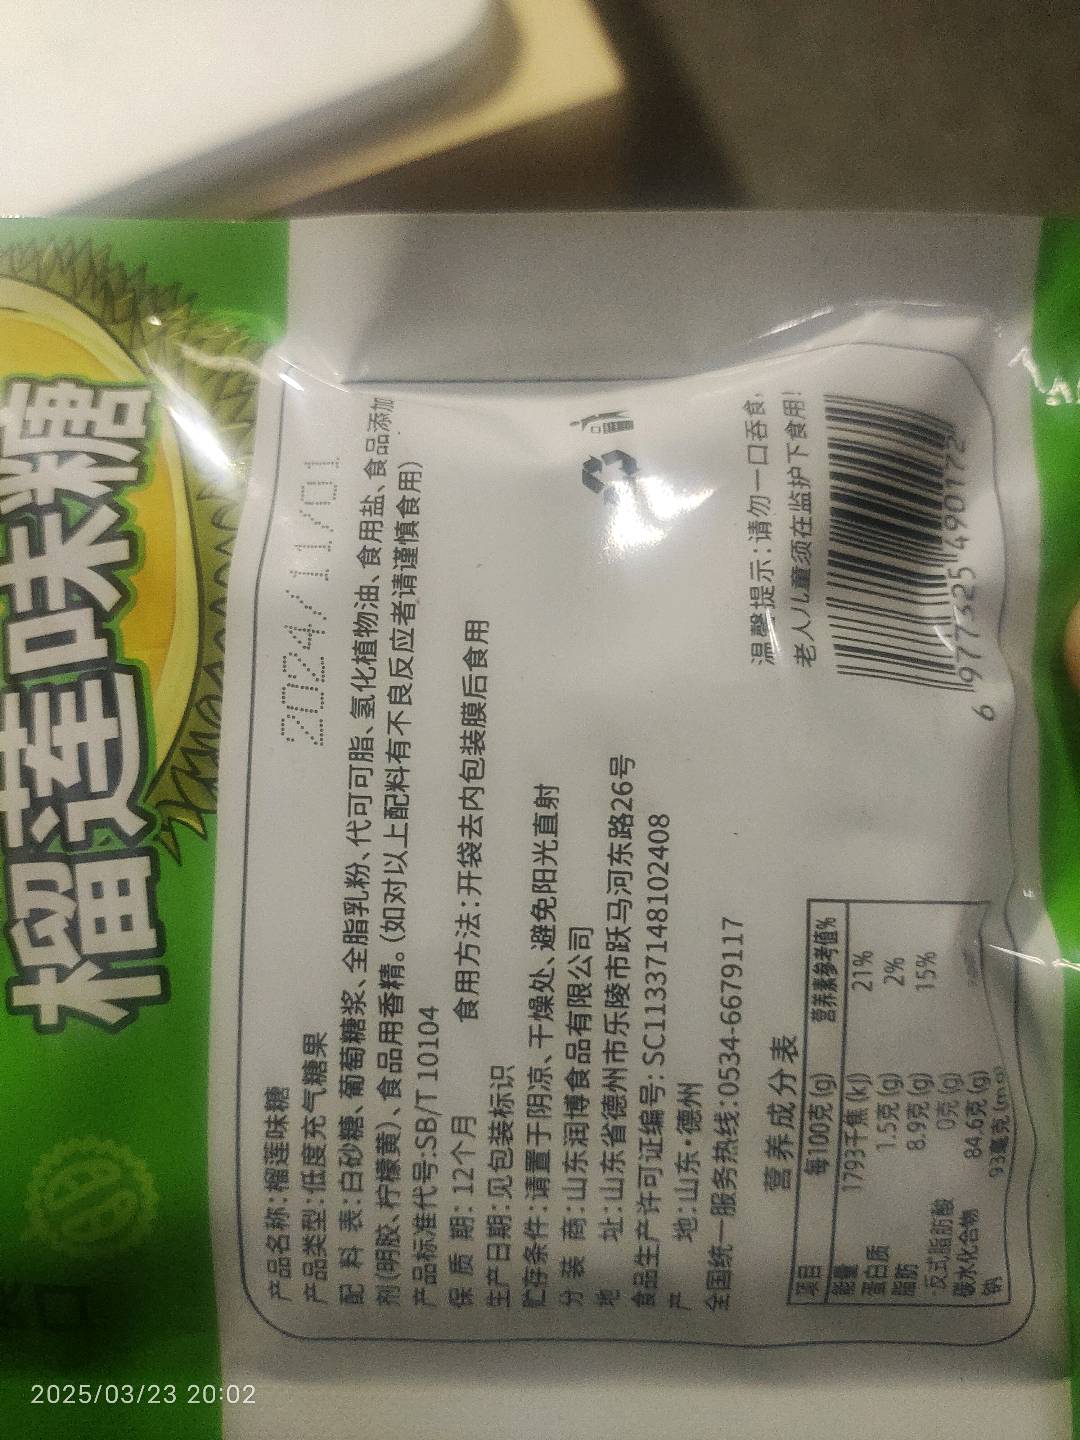 榴莲味糖
2024/11/01
产品名称:榴莲味糖
产品类型:低度充气糖果
配 料 表:白砂糖、葡萄糖浆、全脂乳粉、代可可脂、氢化植物油、食用盐、食品添加
剂(明胶、柠檬黄)、食品用香精。(如对以上配料有不良反应者请谨慎食用)
产品标准代号:SB/T 10104
保 质 期:12个月
食用方法:开袋去内包装膜后食用
生产日期:见包装标识
贮存条件:请置于阴凉、干燥处、避免阳光直射
分 装 商:山东润博食品有限公司
地 址:山东省德州市乐陵市跃马河东路26号
食品生产许可证编号:SC11337148102408
产 地:山东·德州
全国统一服务热线:0534-6679117
温馨提示:请勿一口吞食,
老人儿童须在监护下食用!
营养成分表
项目 每100克(g) 营养素参考值%
能量 1793千焦(kJ) 21%
蛋白质 1.5克(g) 2%
脂肪 8.9克(g) 15%
-反式脂肪酸 0克(g)
碳水化合物 84.6克(g)
钠 93毫克(mg)
6 977325 490172
2025/03/23 20:02